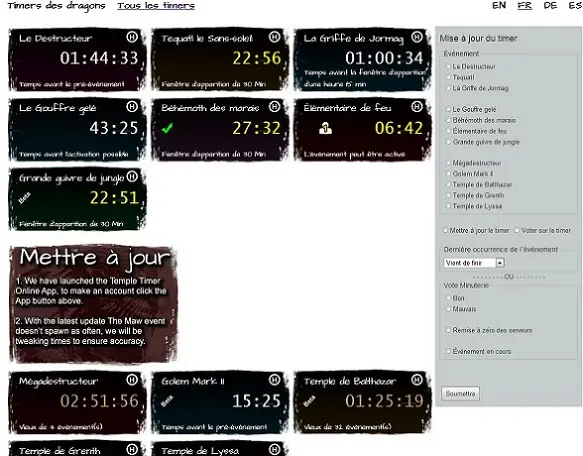 Timers des dragons Tous les timers EN FR DE ES
Le Destructeur
01:44:33
Temps avant le pré-événement
Tequatl le Sans-soleil
22:56
Fenêtre d'apparition de 30 Min
La Griffe de Jormag
01:00:34
Temps avant la fenêtre d'apparition
d'une heure 15 min
Le Gouffre gelé
43:25
Temps avant l'activation possible
Béhémoth des marais
27:32
Fenêtre d'apparition de 30 Min
Élémentaire de feu
06:42
L'événement peut être active
Grande guivre de jungle
Beta
22:51
Fenêtre d'apparition de 30 Min
Mettre à jour
1. We have launched the Temple Timer
Online App, to make an account click the
App button above.
2. With the latest update The Maw event
doesn't spawn as often, we will be
tweaking times to ensure accuracy.
Mégadestructeur
02:51:56
Vieux de 4 événement(s)
Golem Mark II
Beta
15:25
Temps avant le pré-événement
Temple de Balthazar
Beta
01:25:19
Vieux de 32 événement(s)
Temple de Grenth
Temple de Lyssa
Mise à jour du timer
Événement
Le Destructeur
Tequatl
La Griffe de Jormag
Le Gouffre gelé
Béhémoth des marais
Élémentaire de feu
Grande guivre de jungle
Mégadestructeur
Golem Mark II
Temple de Balthazar
Temple de Grenth
Temple de Lyssa
Mettre à jour le timer Voter sur le timer
Dernière occurrence de l'événement
Vient de finir
-------- OU --------
Vote Minuterie
Bon
Mauvais
Remise à zéro des serveurs
Événement en cours
Soumettre